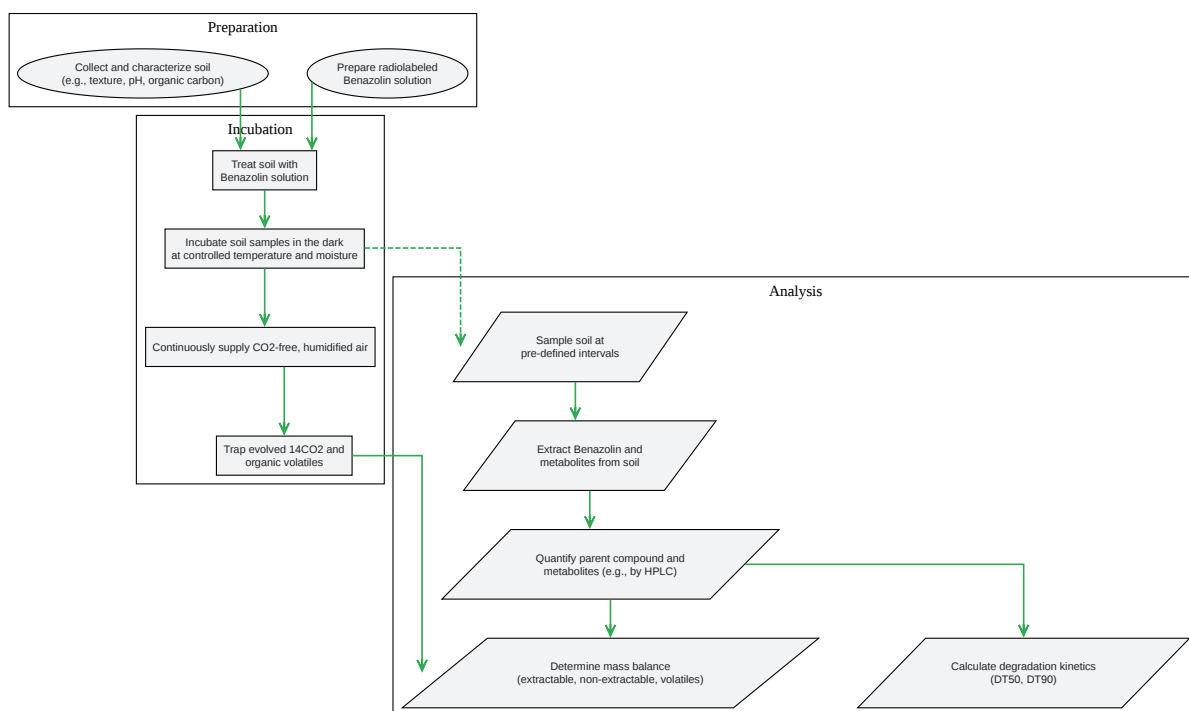 Preparation
Collect and characterize soil
(e.g., texture, pH, organic carbon)
Prepare radiolabeled
Benazolin solution
Incubation
Treat soil with
Benazolin solution
Incubate soil samples in the dark
at controlled temperature and moisture
Continuously supply CO2-free, humidified air
Trap evolved 14CO2 and
organic volatiles
Analysis
Sample soil at
pre-defined intervals
Extract Benazolin and
metabolites from soil
Quantify parent compound and
metabolites (e.g., by HPLC)
Determine mass balance
(extractable, non-extractable, volatiles)
Calculate degradation kinetics
(DT50, DT90)